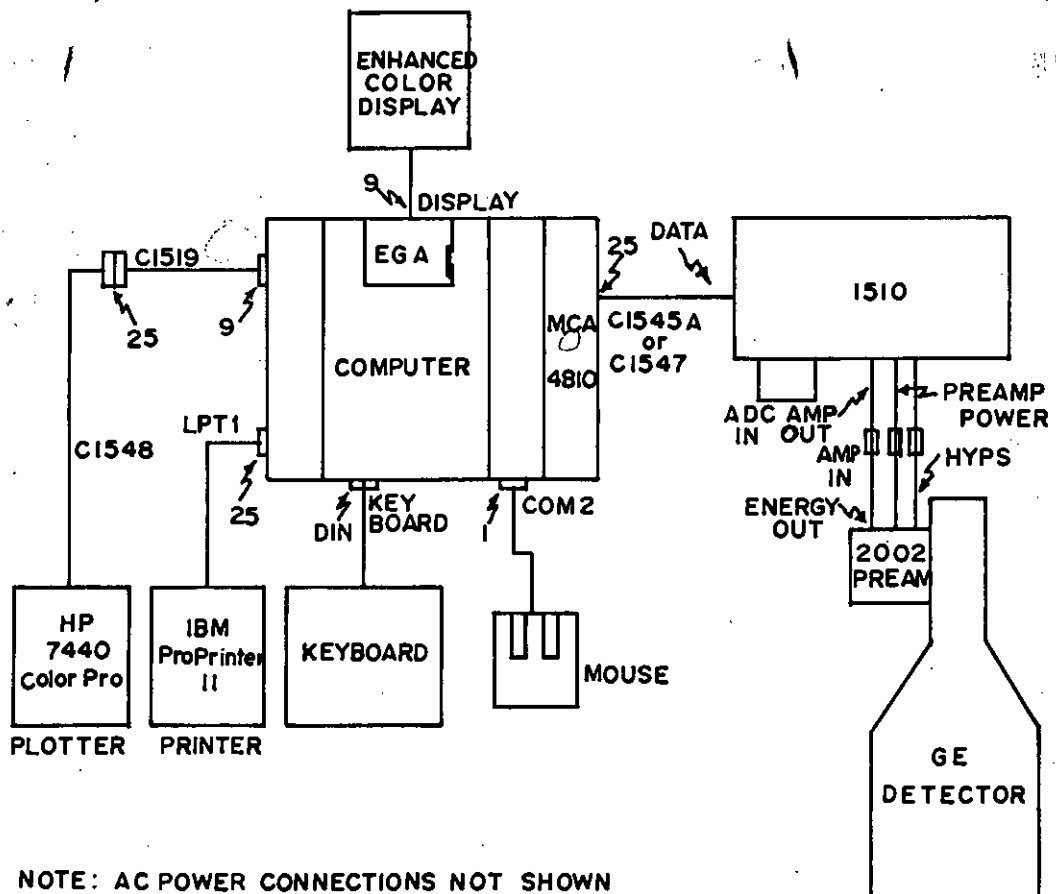 ENHANCED
COLOR
DISPLAY
9
DISPLAY
EGA
C1519
25
9
COMPUTER
MCA
4810
25
DATA
C1545A
or
C1547
1510
ADC
IN
AMP
OUT
PREAMP
POWER
AMP
IN
HYPS
ENERGY
OUT
2002
PREAM
C1548
LPT1
25
DIN
KEY
BOARD
1
COM2
HP
7440
Color Pro
PLOTTER
IBM
ProPrinter
II
PRINTER
KEYBOARD
MOUSE
GE
DETECTOR
NOTE: AC POWER CONNECTIONS NOT SHOWN